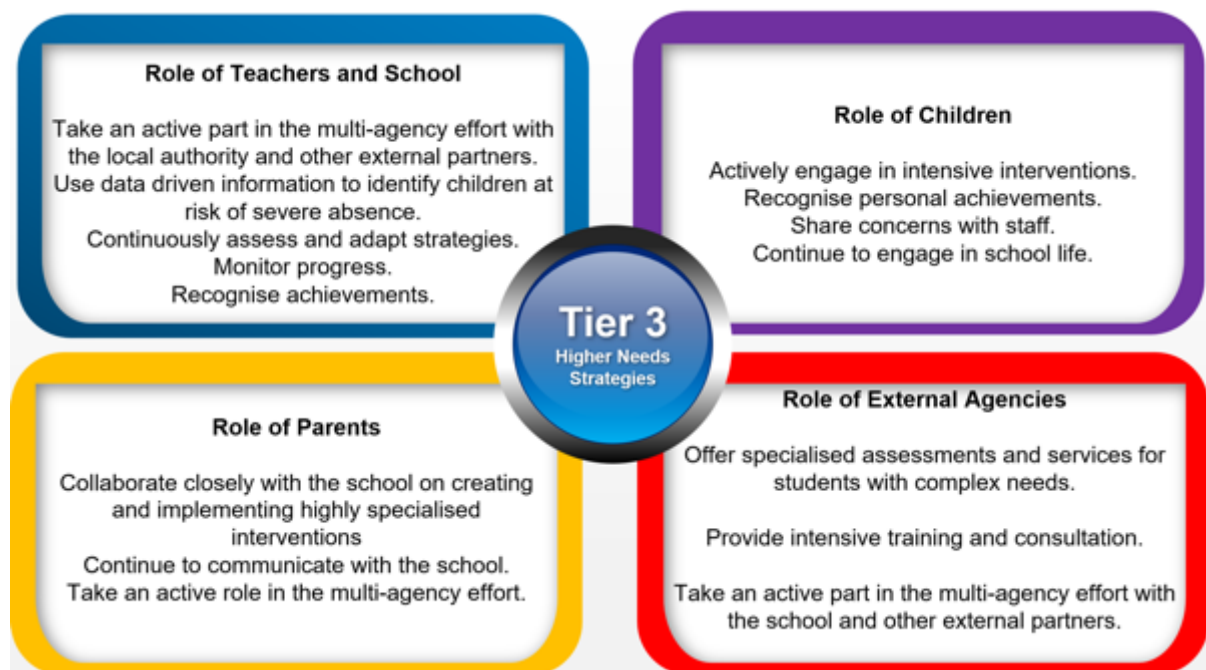 Role of Teachers and School
Take an active part in the multi-agency effort with
the local authority and other external partners.
Use data driven information to identify children at
risk of severe absence.
Continuously assess and adapt strategies.
Monitor progress.
Recognise achievements.
Role of Children
Actively engage in intensive interventions.
Recognise personal achievements.
Share concerns with staff.
Continue to engage in school life.
Tier 3
Higher Needs
Strategies
Role of Parents
Collaborate closely with the school on creating
and implementing highly specialised
interventions
Continue to communicate with the school.
Take an active role in the multi-agency effort.
Role of External Agencies
Offer specialised assessments and services for
students with complex needs.
Provide intensive training and consultation.
Take an active part in the multi-agency effort with
the school and other external partners.